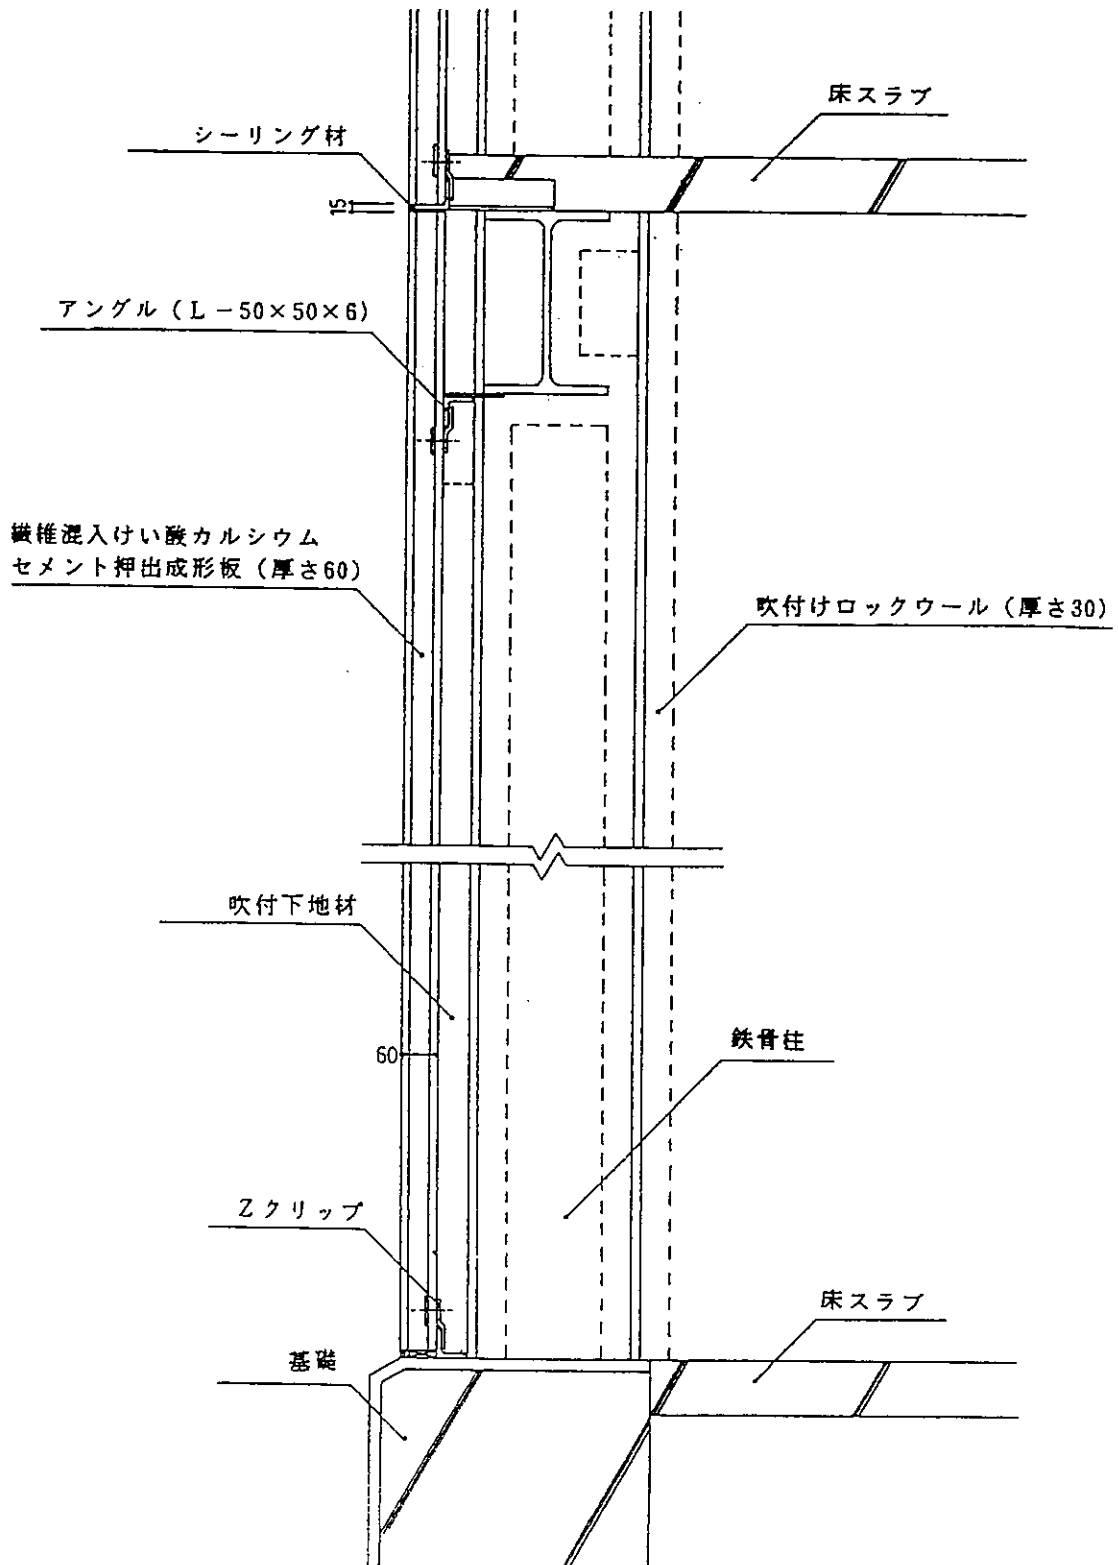 床スラブ
シーリング材
15
アングル（L－50×50×6）
繊維混入けい酸カルシウム
セメント押出成形板（厚さ60）
吹付けロックウール（厚さ30）
吹付下地材
鉄骨柱
60
Zクリップ
床スラブ
基礎